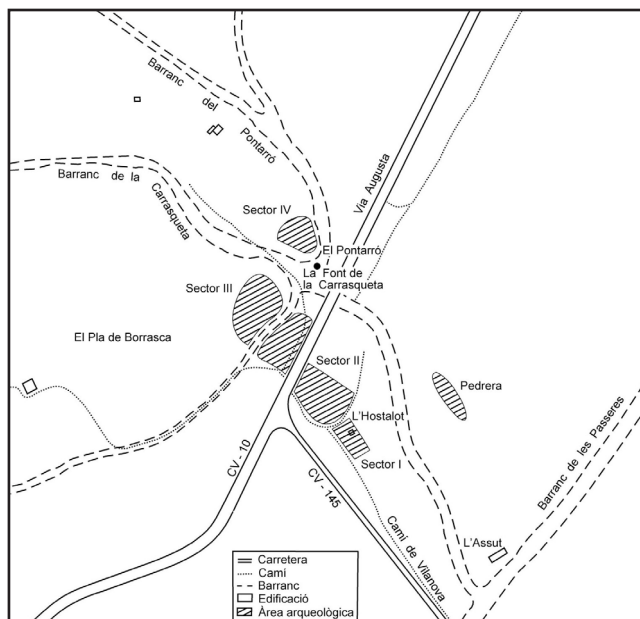 Barranc
del
Pontarró
Barranc de la
Carrasqueta
Via Augusta
Sector IV
El Pontarró
La Font de
la Carrasqueta
Sector III
El Pla de Borrasca
Sector II
Pedrera
L'Hostalot
Sector I
Barranc de les Passeres
CV - 10
CV - 145
Camí de Vilanova
L'Assut
Carretera
Camí
Barranc
Edificació
Àrea arqueològica